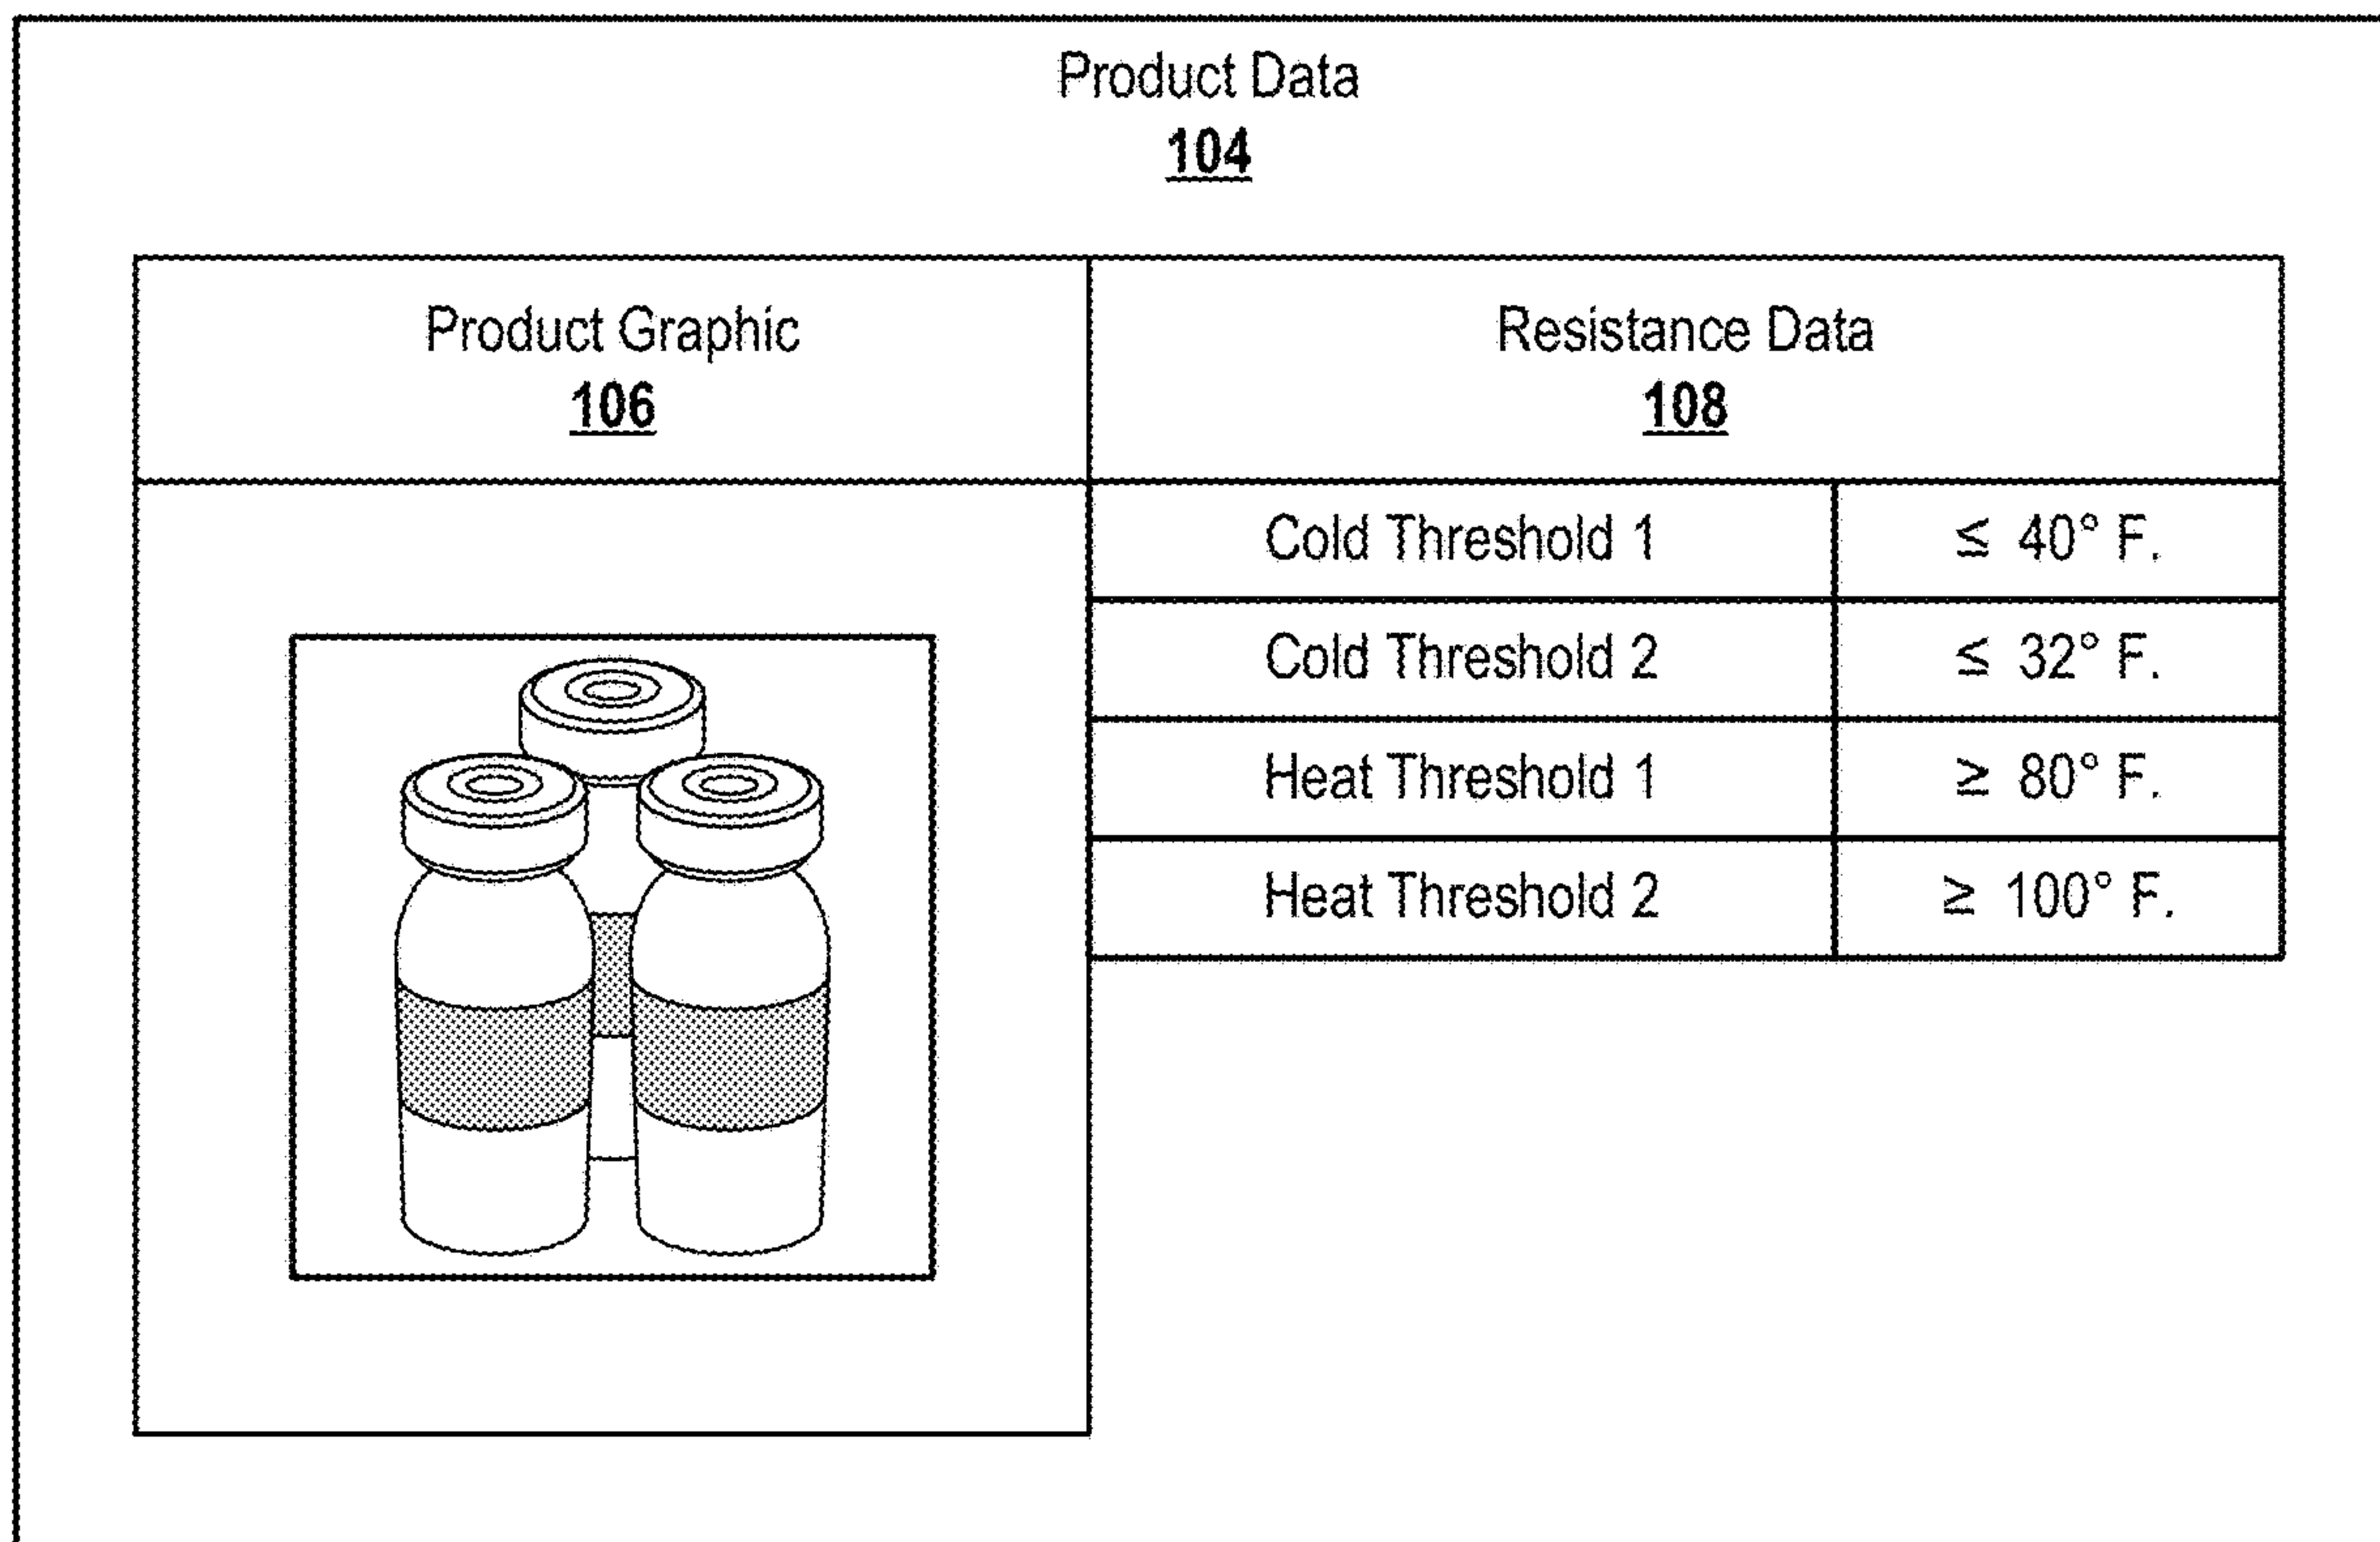 Product Data
104
Product Graphic
106
Resistance Data
108
Cold Threshold 1 ≤ 40° F.
Cold Threshold 2 ≤ 32° F.
Heat Threshold 1 ≥ 80° F.
Heat Threshold 2 ≥ 100° F.